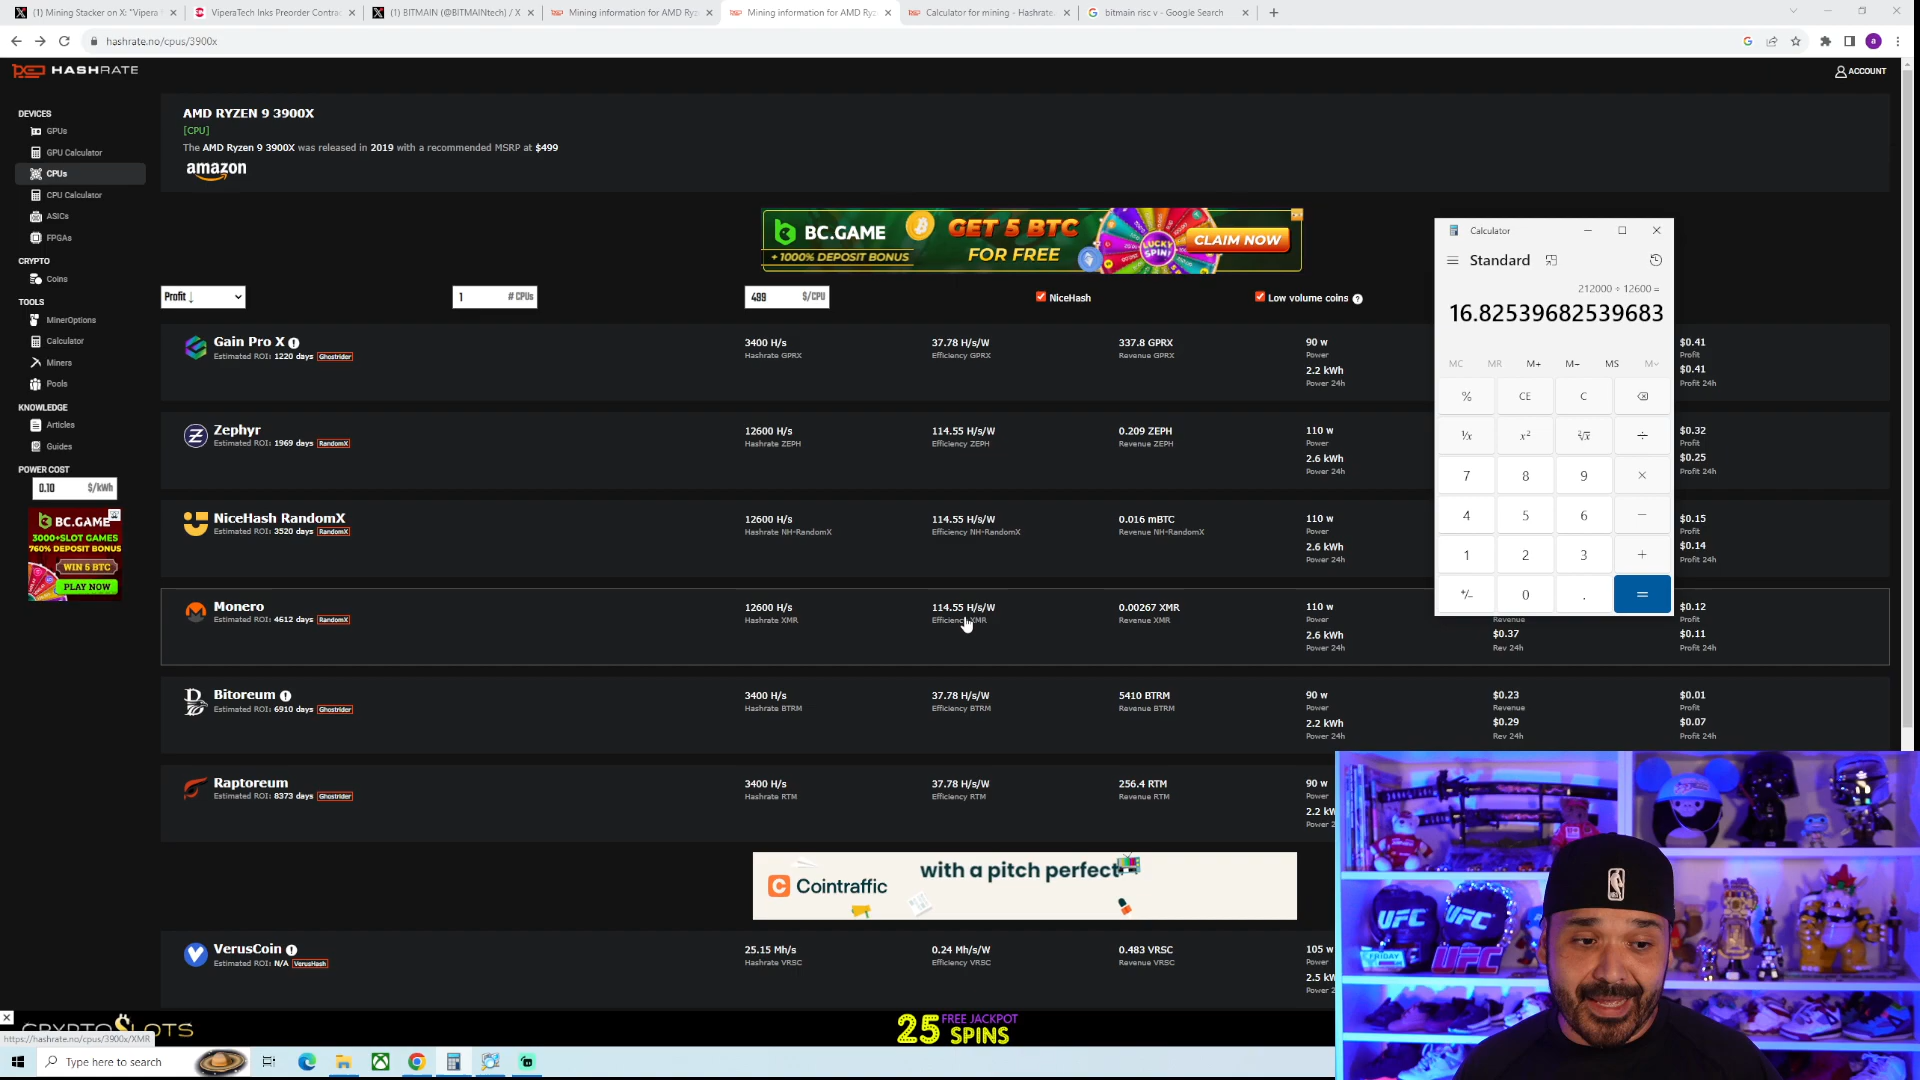 (1) Mining Stacker on X: "Vipera
ViperaTech Inks Preorder Contrac
(1) BITMAIN (@BITMAINtech) / X
Mining information for AMD Ryz
Mining information for AMD Ryz
Calculator for mining - Hashrate.
bitmain risc v - Google Search
hashrate.no/cpus/3900x
a
HASHRATE
ACCOUNT
DEVICES
GPUs
GPU Calculator
CPUs
CPU Calculator
ASICs
FPGAs
CRYPTO
Coins
TOOLS
MinerOptions
Calculator
Miners
Pools
KNOWLEDGE
Articles
Guides
POWER COST
0.10 $/kWh
BC.GAME
3000+SLOT GAMES
760% DEPOSIT BONUS
WIN 5 BTC
PLAY NOW
AMD RYZEN 9 3900X
[CPU]
The AMD Ryzen 9 3900X was released in 2019 with a recommended MSRP at $499
amazon
BC.GAME
+ 1000% DEPOSIT BONUS
GET 5 BTC
FOR FREE
LUCKY
SPIN!
CLAIM NOW
Profit ↓
1 # CPUs
499 $/CPU
NiceHash
Low volume coins
Gain Pro X
Estimated ROI: 1220 days Ghostrider
3400 H/s
Hashrate GPRX
37.78 H/s/W
Efficiency GPRX
337.8 GPRX
Revenue GPRX
90 w
Power
2.2 kWh
Power 24h
$0.41
Profit
$0.41
Profit 24h
Zephyr
Estimated ROI: 1969 days RandomX
12600 H/s
Hashrate ZEPH
114.55 H/s/W
Efficiency ZEPH
0.209 ZEPH
Revenue ZEPH
110 w
Power
2.6 kWh
Power 24h
$0.32
Profit
$0.25
Profit 24h
NiceHash RandomX
Estimated ROI: 3520 days RandomX
12600 H/s
Hashrate NH-RandomX
114.55 H/s/W
Efficiency NH-RandomX
0.016 mBTC
Revenue NH-RandomX
110 w
Power
2.6 kWh
Power 24h
$0.15
Profit
$0.14
Profit 24h
Monero
Estimated ROI: 4612 days RandomX
12600 H/s
Hashrate XMR
114.55 H/s/W
Efficiency XMR
0.00267 XMR
Revenue XMR
110 w
Power
2.6 kWh
Power 24h
Revenue
$0.37
Rev 24h
$0.12
Profit
$0.11
Profit 24h
Bitoreum
Estimated ROI: 6910 days Ghostrider
3400 H/s
Hashrate BTRM
37.78 H/s/W
Efficiency BTRM
5410 BTRM
Revenue BTRM
90 w
Power
2.2 kWh
Power 24h
$0.23
Revenue
$0.29
Rev 24h
$0.01
Profit
$0.07
Profit 24h
Raptoreum
Estimated ROI: 8373 days Ghostrider
3400 H/s
Hashrate RTM
37.78 H/s/W
Efficiency RTM
256.4 RTM
Revenue RTM
90 w
Power
2.2 k
Power 2
Cointraffic
with a pitch perfect
VerusCoin
Estimated ROI: N/A VerusHash
25.15 Mh/s
Hashrate VRSC
0.24 Mh/s/W
Efficiency VRSC
0.483 VRSC
Revenue VRSC
105 w
Power
2.5 k
Power 2
CRYPTOSLOTS
25 FREE JACKPOT
SPINS
https://hashrate.no/cpus/3900x/XMR
Type here to search
Calculator
Standard
212000 ÷ 12600 =
16.82539682539683
MC MR M+ M− MS M˅
% CE C
¹/x x² ²√x ÷
7 8 9 ×
4 5 6 −
1 2 3 +
+/− 0 . =
UFC
UFC
FRIDAY
UFC